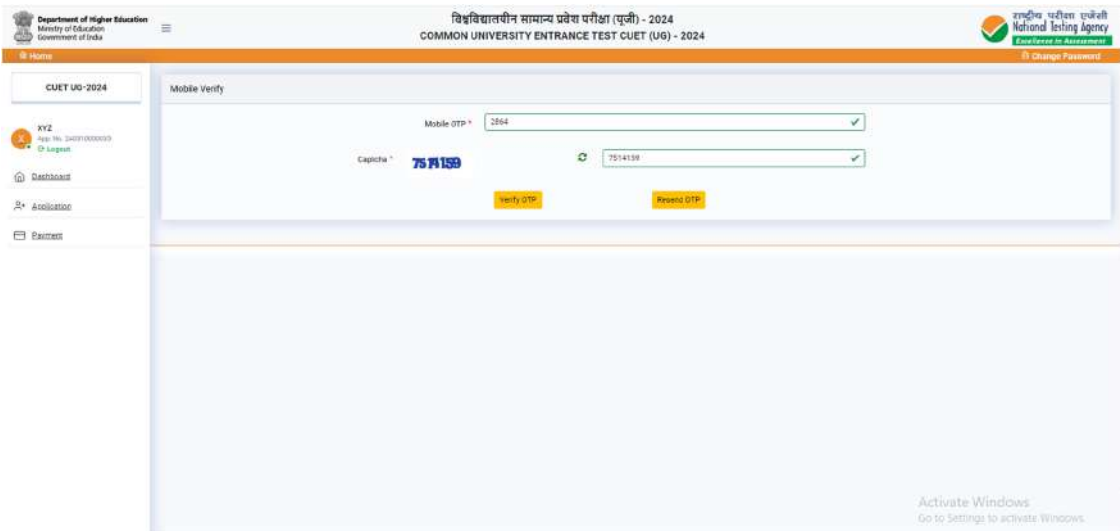 Department of Higher Education
Ministry of Education
Government of India
विश्वविद्यालयीन सामान्य प्रवेश परीक्षा (यूजी) - 2024
COMMON UNIVERSITY ENTRANCE TEST CUET (UG) - 2024
राष्ट्रीय परीक्षा एजेंसी
National Testing Agency
Excellence in Assessment
Home
Change Password
CUET UG-2024
XYZ
App. No.
Logout
Dashboard
Application
Payment
Mobile Verify
Mobile OTP *
2864
Captcha *
7514159
7514159
Verify OTP
Resend OTP
Activate Windows
Go to Settings to activate Windows.